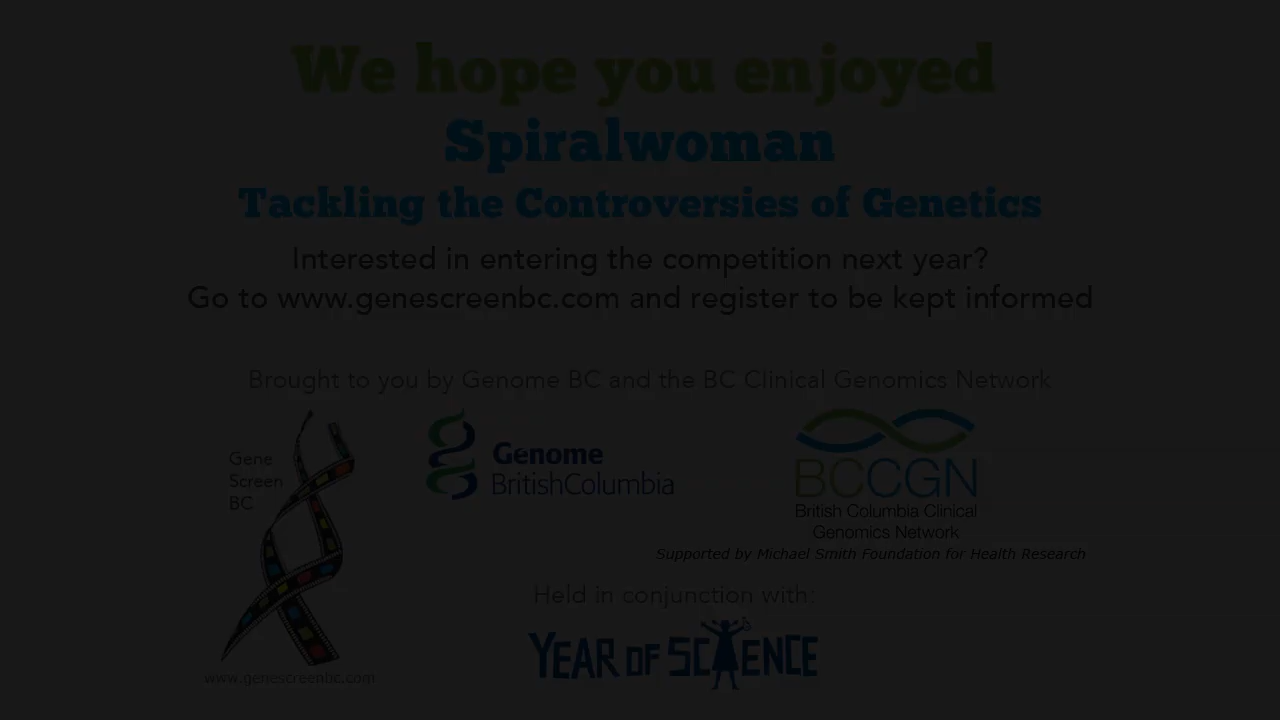 We hope you enjoyed
Spiralwoman
Tackling the Controversies of Genetics
Interested in entering the competition next year?
Go to www.genescreenbc.com and register to be kept informed
Brought to you by Genome BC and the BC Clinical Genomics Network
Gene
Screen
BC
www.genescreenbc.com
Genome
BritishColumbia
BCCGN
British Columbia Clinical
Genomics Network
Supported by Michael Smith Foundation for Health Research
Held in conjunction with:
YEAR OF SCIENCE